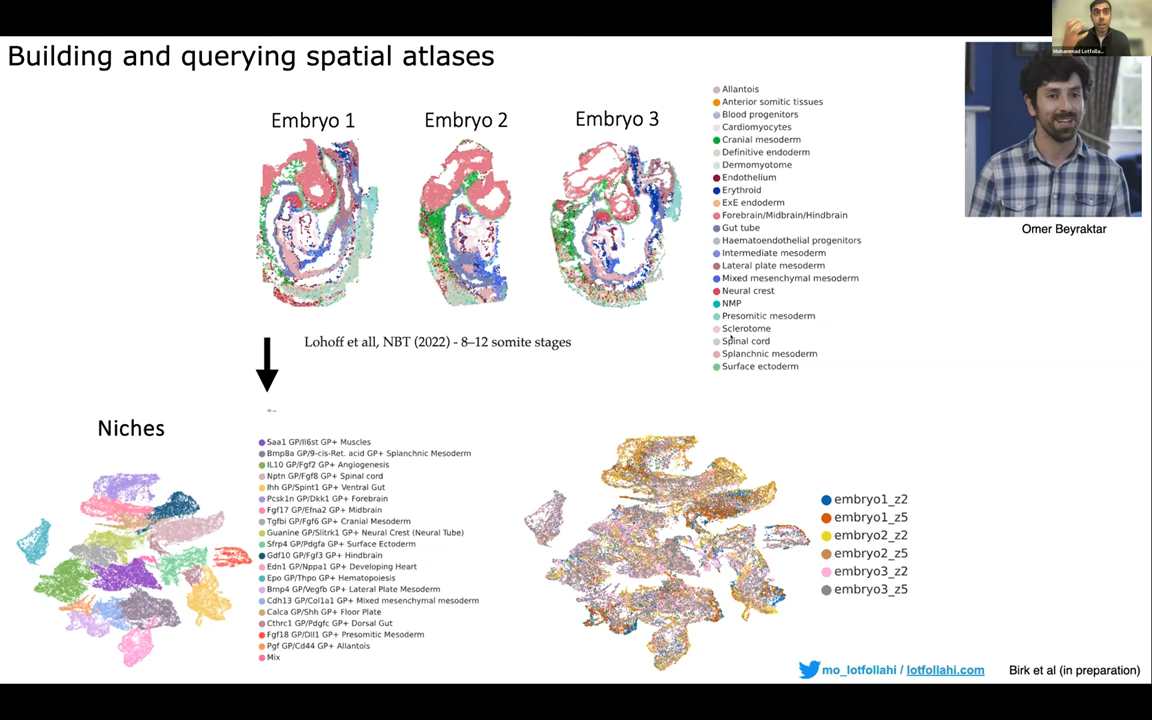 Building and querying spatial atlases
Mohammad Lotfolla...
Embryo 1
Embryo 2
Embryo 3
Allantois
Anterior somitic tissues
Blood progenitors
Cardiomyocytes
Cranial mesoderm
Definitive endoderm
Dermomyotome
Endothelium
Erythroid
ExE endoderm
Forebrain/Midbrain/Hindbrain
Gut tube
Haematoendothelial progenitors
Intermediate mesoderm
Lateral plate mesoderm
Mixed mesenchymal mesoderm
Neural crest
NMP
Presomitic mesoderm
Sclerotome
Spinal cord
Splanchnic mesoderm
Surface ectoderm
Omer Beyraktar
Lohoff et all, NBT (2022) - 8–12 somite stages
Niches
Saa1 GP/Il6st GP+ Muscles
Bmp8a GP/9-cis-Ret. acid GP+ Splanchnic Mesoderm
IL10 GP/Fgf2 GP+ Angiogenesis
Nptn GP/Fgf8 GP+ Spinal cord
Ihh GP/Spint1 GP+ Ventral Gut
Pcsk1n GP/Dkk1 GP+ Forebrain
Fgf17 GP/Efna2 GP+ Midbrain
Tgfbi GP/Fgf6 GP+ Cranial Mesoderm
Guanine GP/Slitrk1 GP+ Neural Crest (Neural Tube)
Sfrp4 GP/Pdgfa GP+ Surface Ectoderm
Gdf10 GP/Fgf3 GP+ Hindbrain
Edn1 GP/Nppa1 GP+ Developing Heart
Epo GP/Thpo GP+ Hematopoiesis
Bmp4 GP/Vegfb GP+ Lateral Plate Mesoderm
Cdh13 GP/Col1a1 GP+ Mixed mesenchymal mesoderm
Calca GP/Shh GP+ Floor Plate
Cthrc1 GP/Pdgfc GP+ Dorsal Gut
Fgf18 GP/Dll1 GP+ Presomitic Mesoderm
Pgf GP/Cd44 GP+ Allantois
Mix
embryo1_z2
embryo1_z5
embryo2_z2
embryo2_z5
embryo3_z2
embryo3_z5
mo_lotfollahi / lotfollahi.com
Birk et al (in preparation)